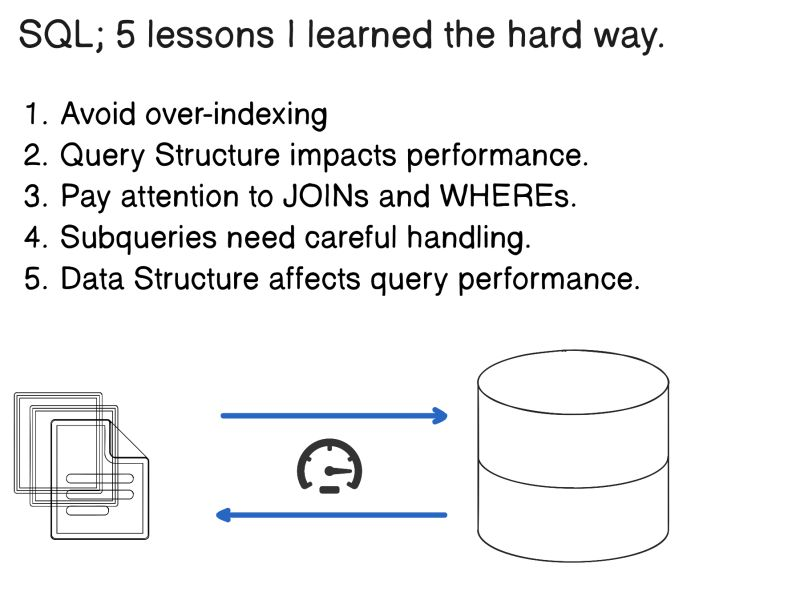 SQL; 5 lessons I learned the hard way.
1. Avoid over-indexing
2. Query Structure impacts performance.
3. Pay attention to JOINs and WHEREs.
4. Subqueries need careful handling.
5. Data Structure affects query performance.